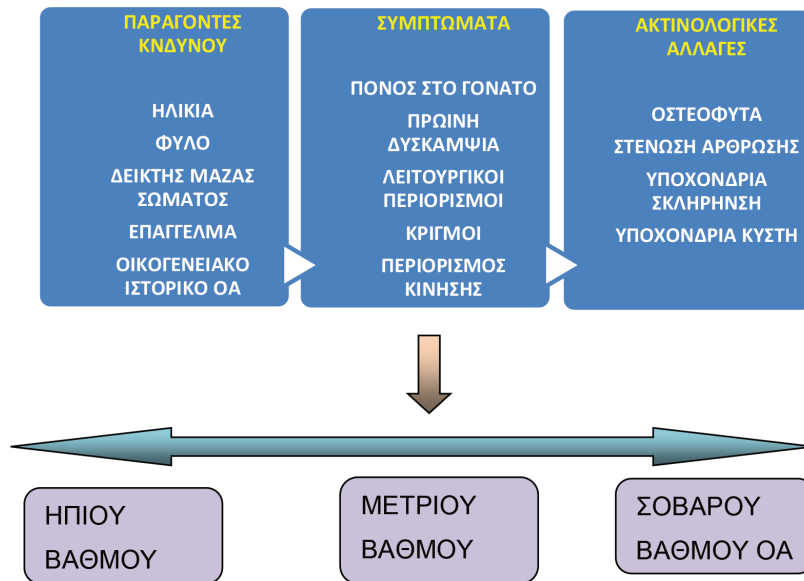 ΠΑΡΑΓΟΝΤΕΣ
ΚΝΔΥΝΟΥ
ΗΛΙΚΙΑ
ΦΥΛΟ
ΔΕΙΚΤΗΣ ΜΑΖΑΣ
ΣΩΜΑΤΟΣ
ΕΠΑΓΓΕΛΜΑ
ΟΙΚΟΓΕΝΕΙΑΚΟ
ΙΣΤΟΡΙΚΟ ΟΑ
ΣΥΜΠΤΩΜΑΤΑ
ΠΟΝΟΣ ΣΤΟ ΓΟΝΑΤΟ
ΠΡΩΙΝΗ
ΔΥΣΚΑΜΨΙΑ
ΛΕΙΤΟΥΡΓΙΚΟΙ
ΠΕΡΙΟΡΙΣΜΟΙ
ΚΡΙΓΜΟΙ
ΠΕΡΙΟΡΙΣΜΟΣ
ΚΙΝΗΣΗΣ
ΑΚΤΙΝΟΛΟΓΙΚΕΣ
ΑΛΛΑΓΕΣ
ΟΣΤΕΟΦΥΤΑ
ΣΤΕΝΩΣΗ ΑΡΘΡΩΣΗΣ
ΥΠΟΧΟΝΔΡΙΑ
ΣΚΛΗΡΗΝΣΗ
ΥΠΟΧΟΝΔΡΙΑ ΚΥΣΤΗ
ΗΠΙΟΥ
ΒΑΘΜΟΥ
ΜΕΤΡΙΟΥ
ΒΑΘΜΟΥ
ΣΟΒΑΡΟΥ
ΒΑΘΜΟΥ ΟΑ